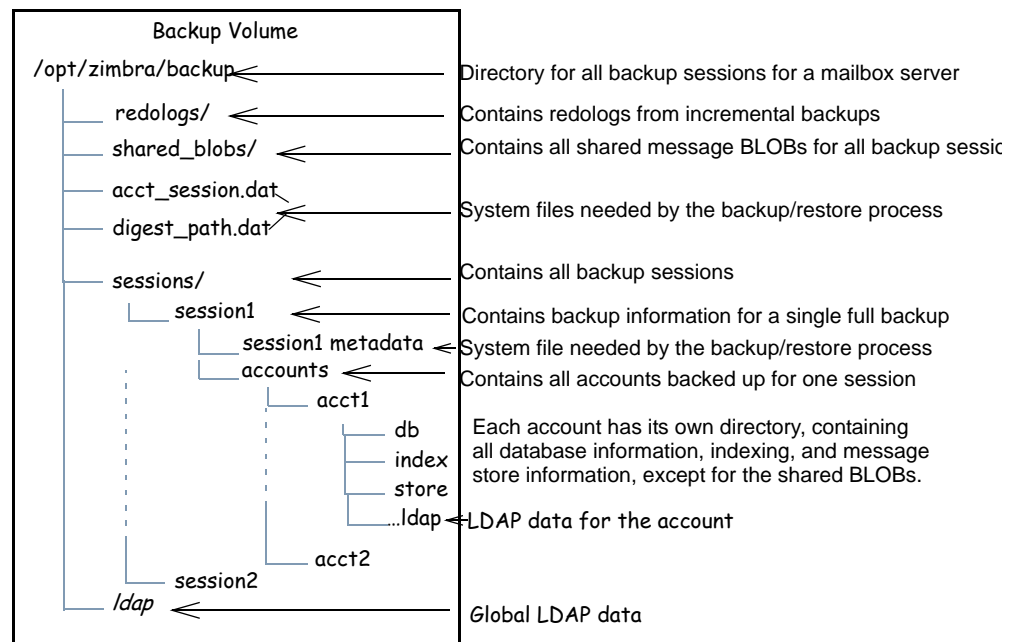 Backup Volume
/opt/zimbra/backup
Directory for all backup sessions for a mailbox server
redologs/
Contains redologs from incremental backups
shared_blobs/
Contains all shared message BLOBs for all backup sessic
acct_session.dat
digest_path.dat
System files needed by the backup/restore process
sessions/
Contains all backup sessions
session1
Contains backup information for a single full backup
session1 metadata
System file needed by the backup/restore process
accounts
Contains all accounts backed up for one session
acct1
db
index
store
Each account has its own directory, containing
all database information, indexing, and message
store information, except for the shared BLOBs.
...ldap
LDAP data for the account
acct2
session2
ldap
Global LDAP data